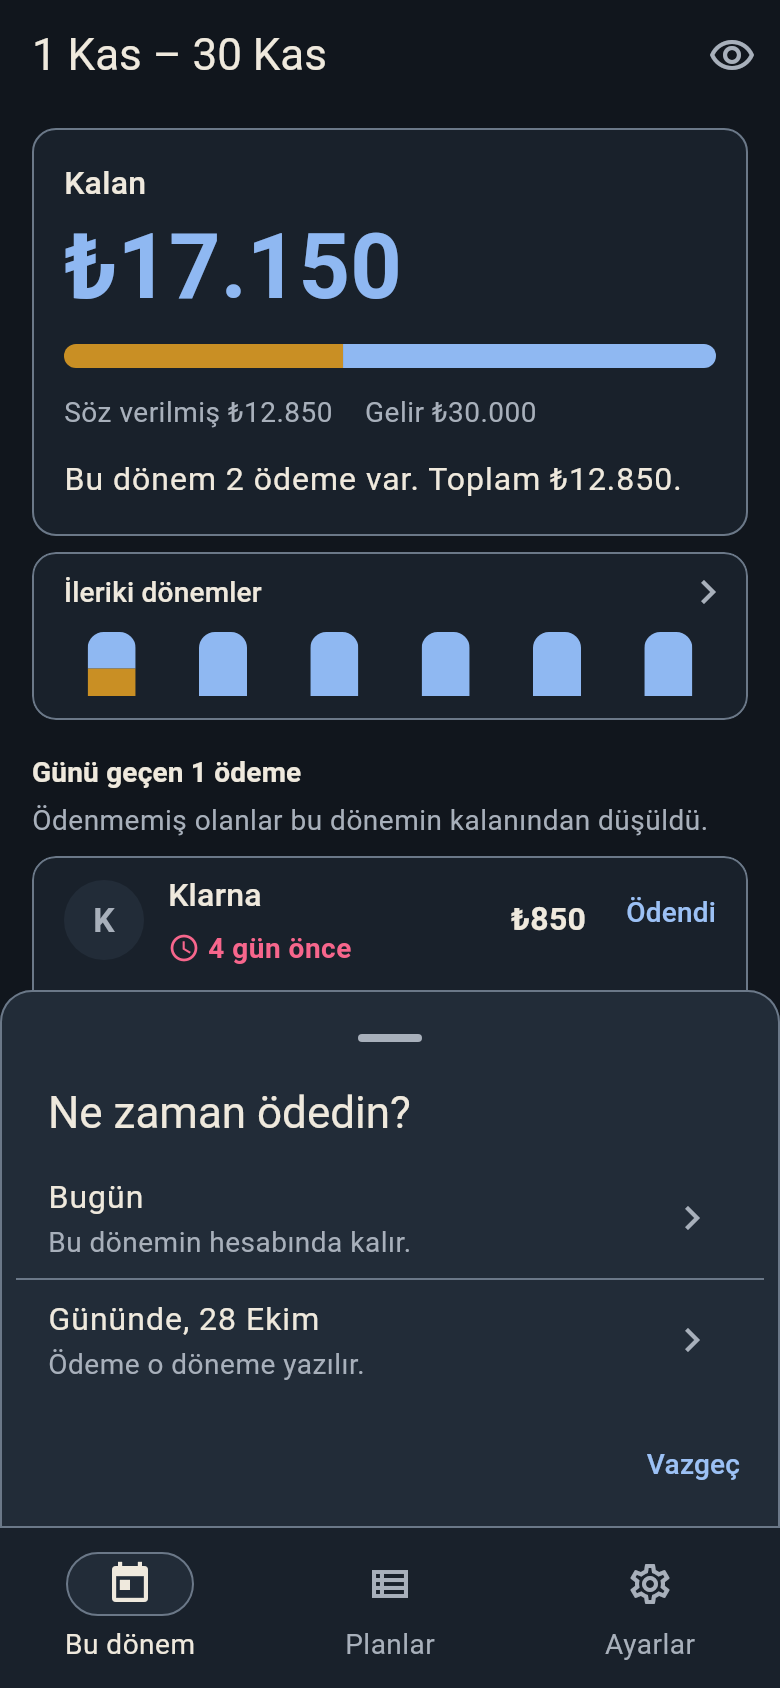 1 Kas – 30 Kas
Kalan
₺17.150
Söz verilmiş ₺12.850 Gelir ₺30.000
Bu dönem 2 ödeme var. Toplam ₺12.850.
İleriki dönemler
Günü geçen 1 ödeme
Ödenmemiş olanlar bu dönemin kalanından düşüldü.
K
Klarna
₺850
Ödendi
4 gün önce
Ne zaman ödedin?
Bugün
Bu dönemin hesabında kalır.
Gününde, 28 Ekim
Ödeme o döneme yazılır.
Vazgeç
Bu dönem
Planlar
Ayarlar